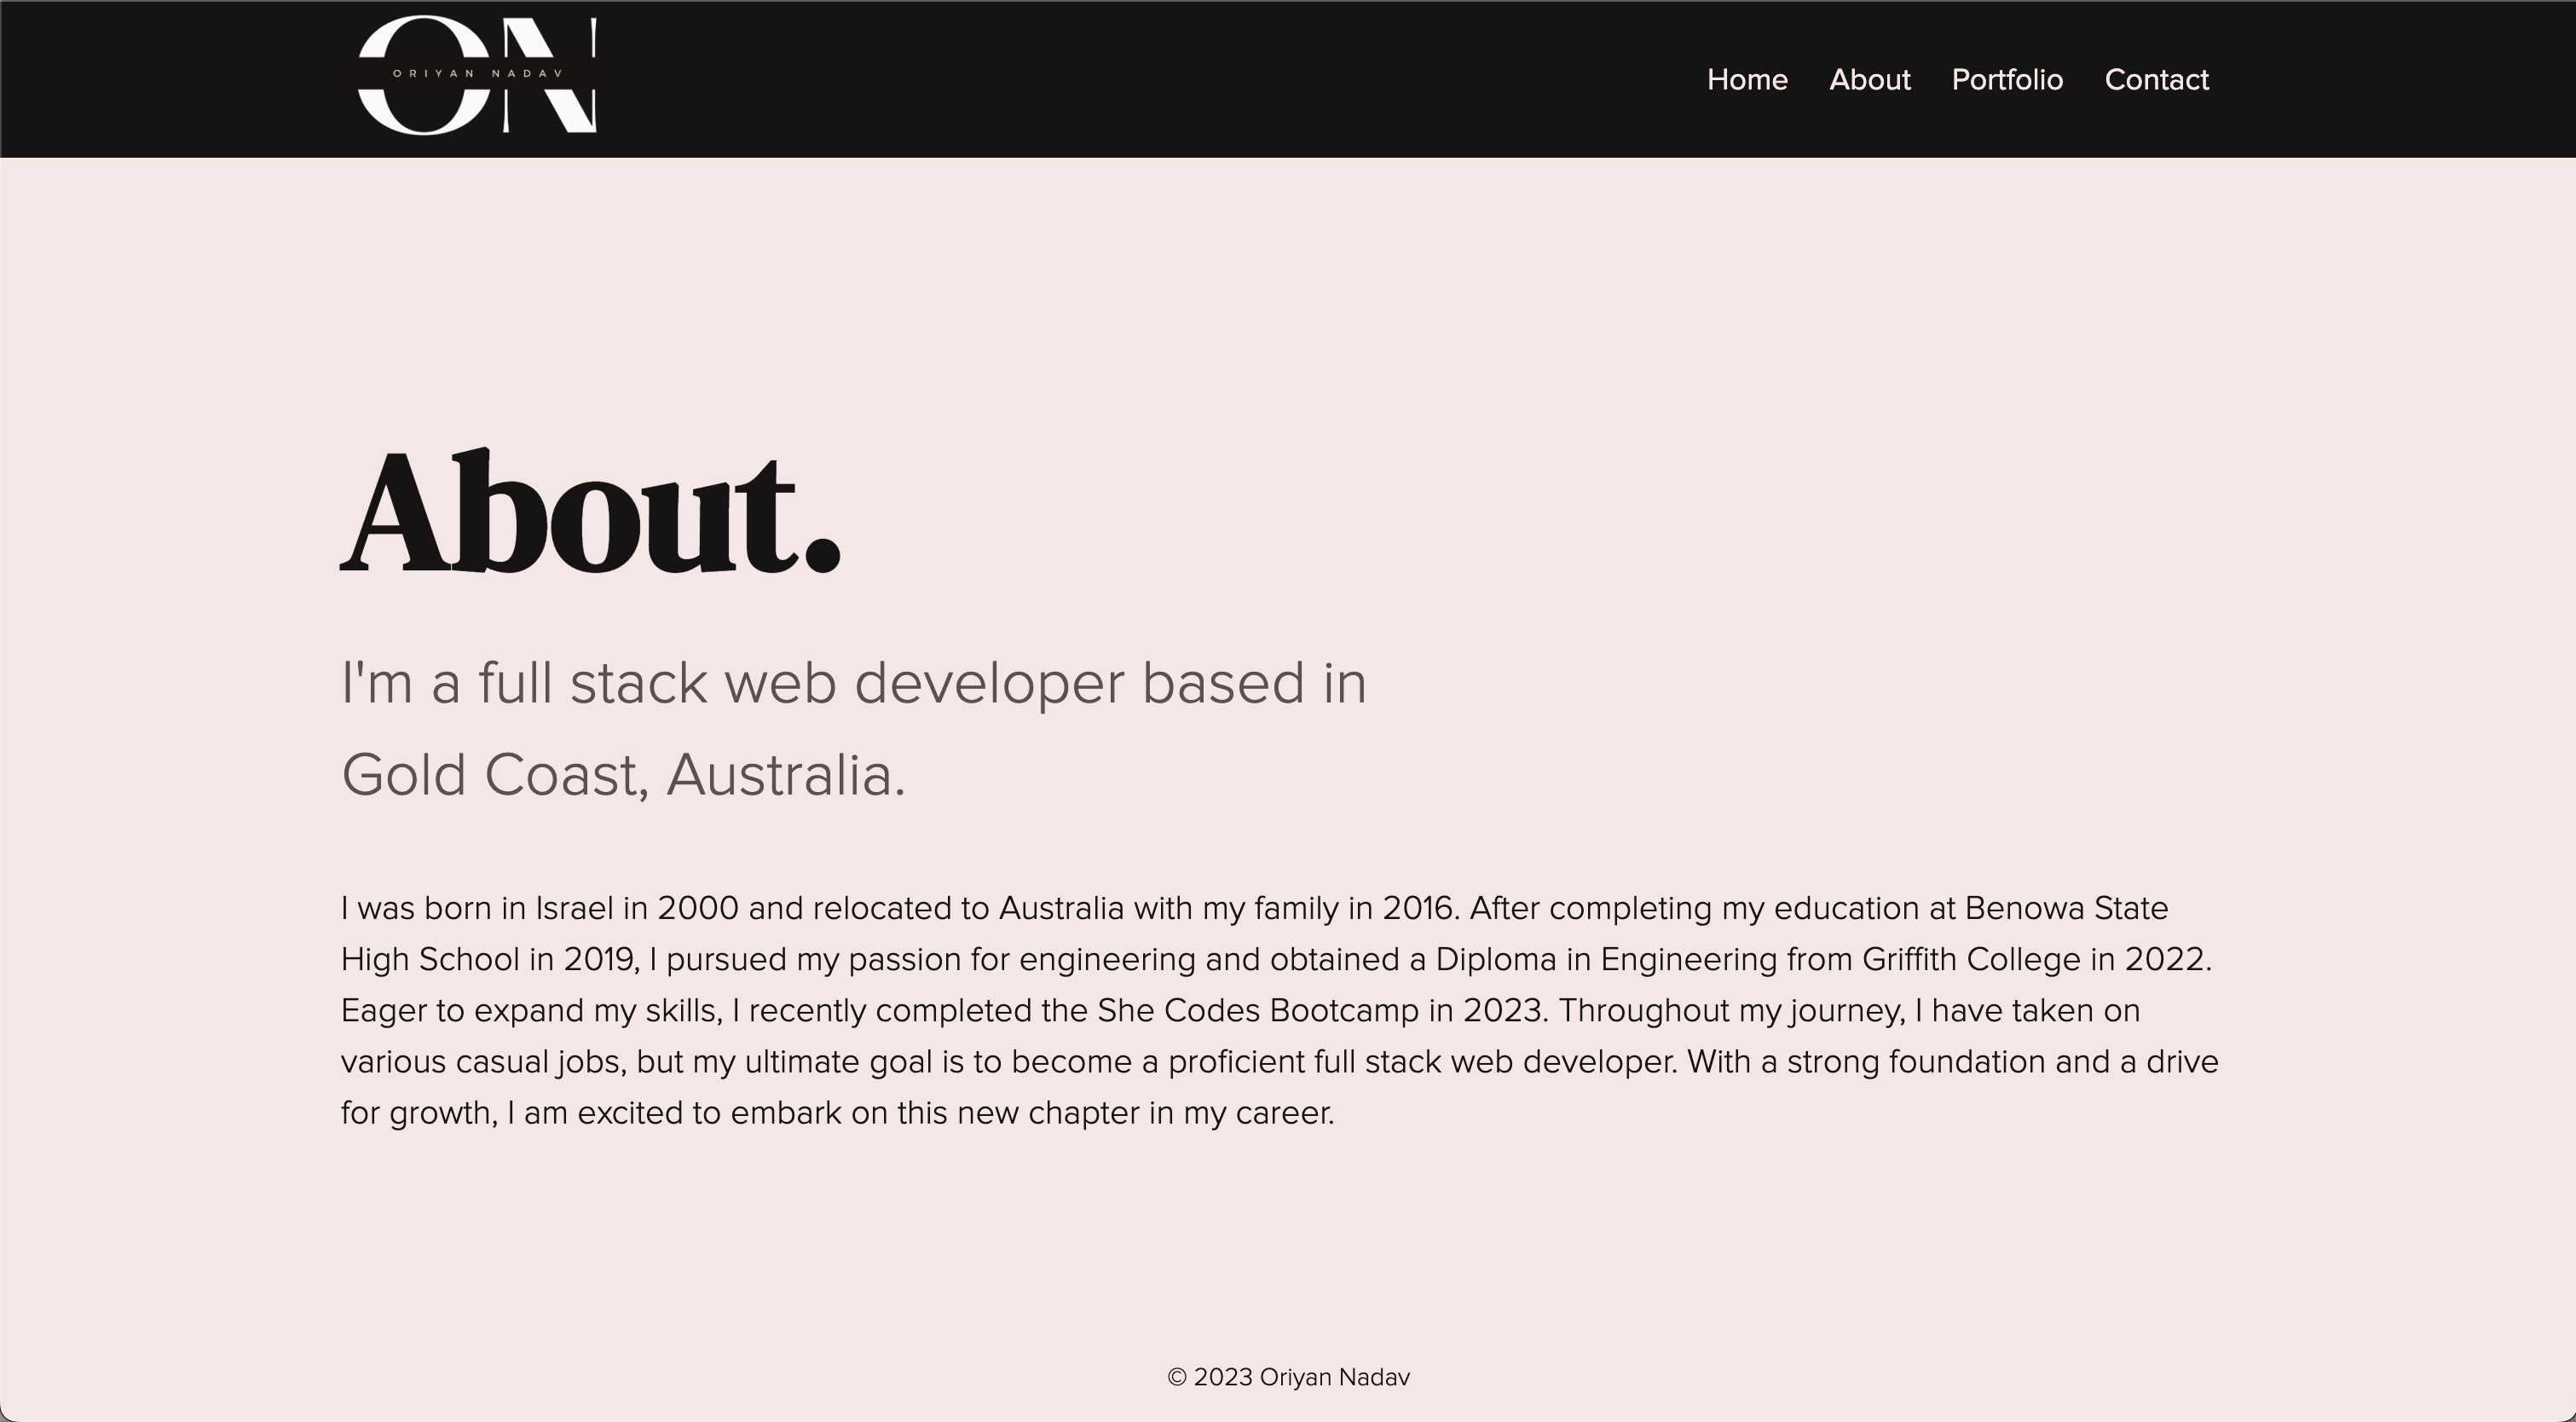 ON
ORIYAN NADAV
Home About Portfolio Contact
About.
I'm a full stack web developer based in
Gold Coast, Australia.
I was born in Israel in 2000 and relocated to Australia with my family in 2016. After completing my education at Benowa State
High School in 2019, I pursued my passion for engineering and obtained a Diploma in Engineering from Griffith College in 2022.
Eager to expand my skills, I recently completed the She Codes Bootcamp in 2023. Throughout my journey, I have taken on
various casual jobs, but my ultimate goal is to become a proficient full stack web developer. With a strong foundation and a drive
for growth, I am excited to embark on this new chapter in my career.
© 2023 Oriyan Nadav